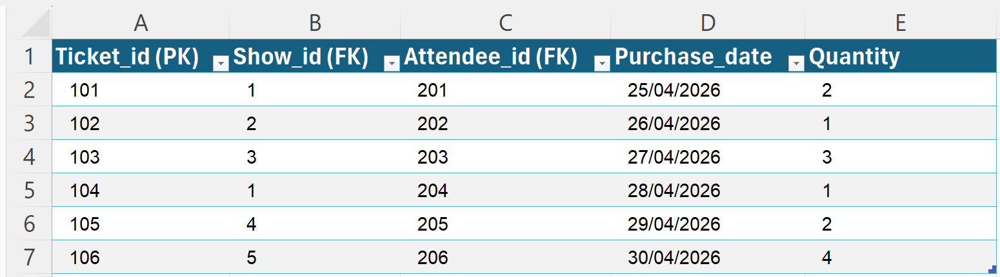 A B C D E
1 Ticket_id (PK) Show_id (FK) Attendee_id (FK) Purchase_date Quantity
2 101 1 201 25/04/2026 2
3 102 2 202 26/04/2026 1
4 103 3 203 27/04/2026 3
5 104 1 204 28/04/2026 1
6 105 4 205 29/04/2026 2
7 106 5 206 30/04/2026 4